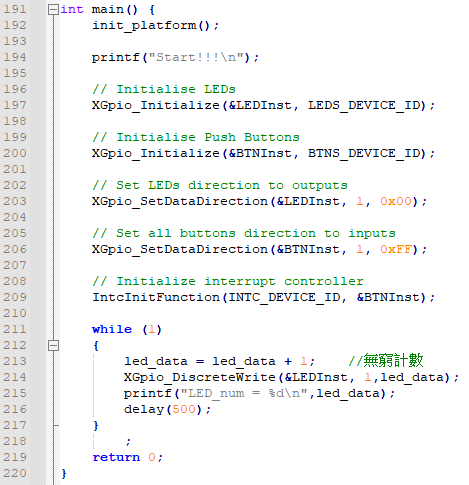 191 int main() {
192 init_platform();
193
194 printf("Start!!!\n");
195
196 // Initialise LEDs
197 XGpio_Initialize(&LEDInst, LEDS_DEVICE_ID);
198
199 // Initialise Push Buttons
200 XGpio_Initialize(&BTNInst, BTNS_DEVICE_ID);
201
202 // Set LEDs direction to outputs
203 XGpio_SetDataDirection(&LEDInst, 1, 0x00);
204
205 // Set all buttons direction to inputs
206 XGpio_SetDataDirection(&BTNInst, 1, 0xFF);
207
208 // Initialize interrupt controller
209 IntcInitFunction(INTC_DEVICE_ID, &BTNInst);
210
211 while (1)
212 {
213 led_data = led_data + 1; //無窮計數
214 XGpio_DiscreteWrite(&LEDInst, 1,led_data);
215 printf("LED_num = %d\n",led_data);
216 delay(500);
217 }
218 ;
219 return 0;
220 }